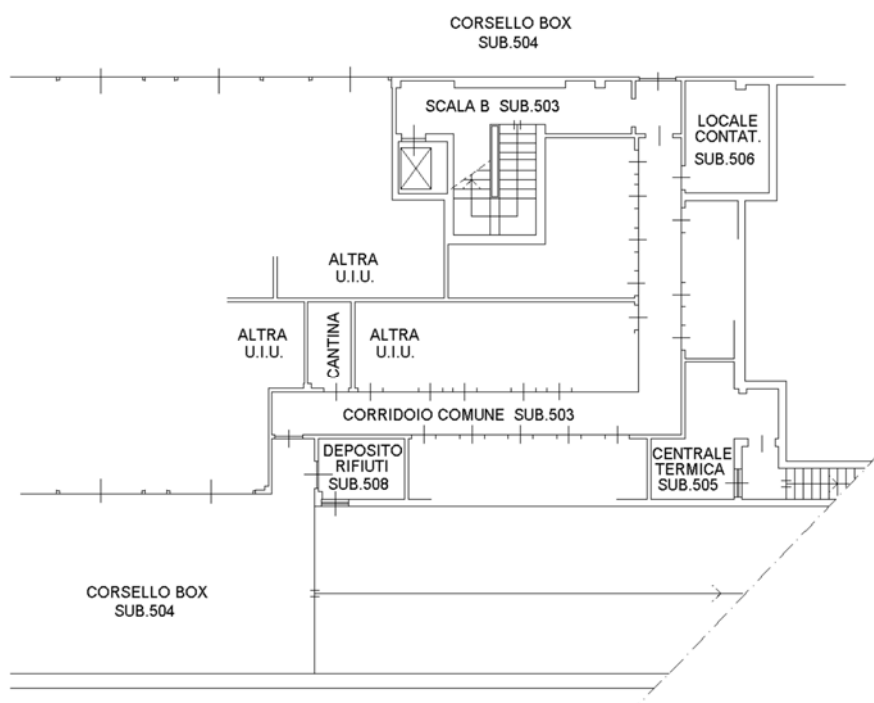 CORSELLO BOX
SUB.504
SCALA B SUB.503
LOCALE
CONTAT.
SUB.506
ALTRA
U.I.U.
ALTRA
U.I.U.
CANTINA
ALTRA
U.I.U.
CORRIDOIO COMUNE SUB.503
DEPOSITO
RIFIUTI
SUB.508
CENTRALE
TERMICA
SUB.505
CORSELLO BOX
SUB.504